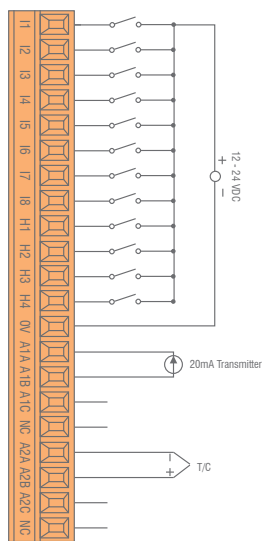 I1
I2
I3
I4
I5
I6
I7
I8
H1
H2
H3
H4
0V
A1A
A1B
A1C
NC
A2A
A2B
A2C
NC
+
12 - 24 VDC
−
20mA Transmitter
−
+
T/C